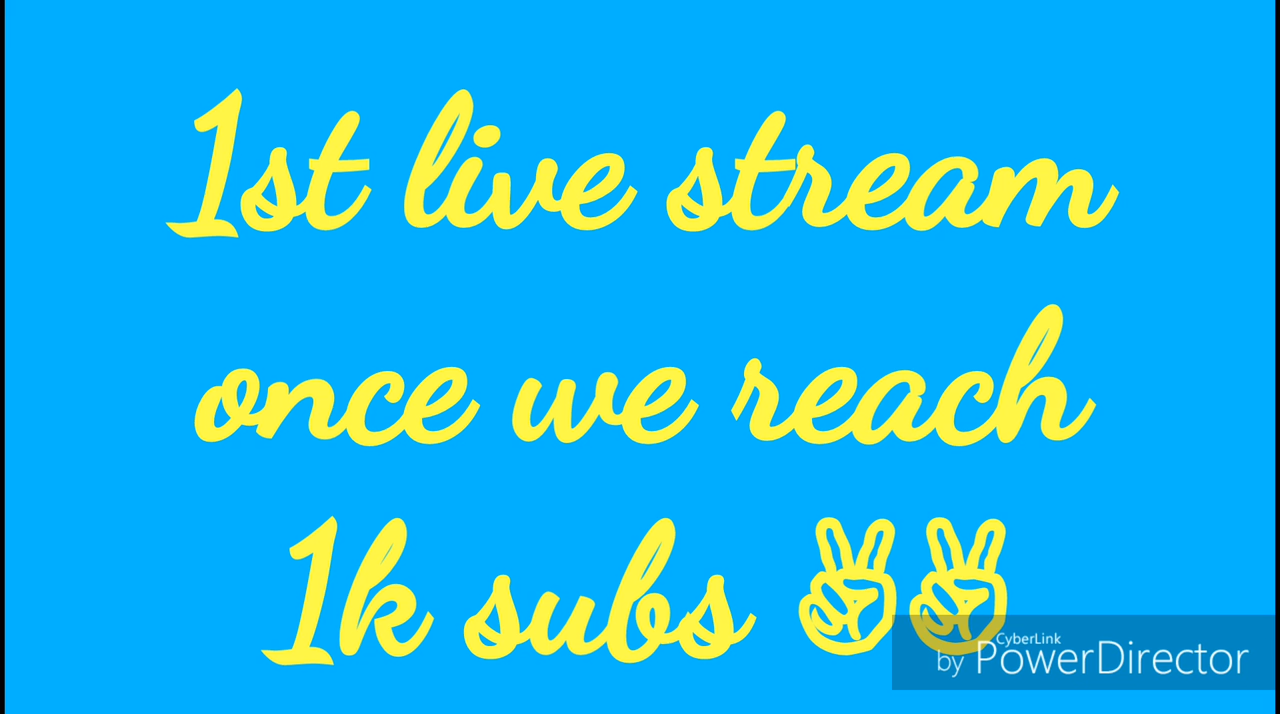 1st live stream
once we reach
1k subs ✌✌
CyberLink
by PowerDirector